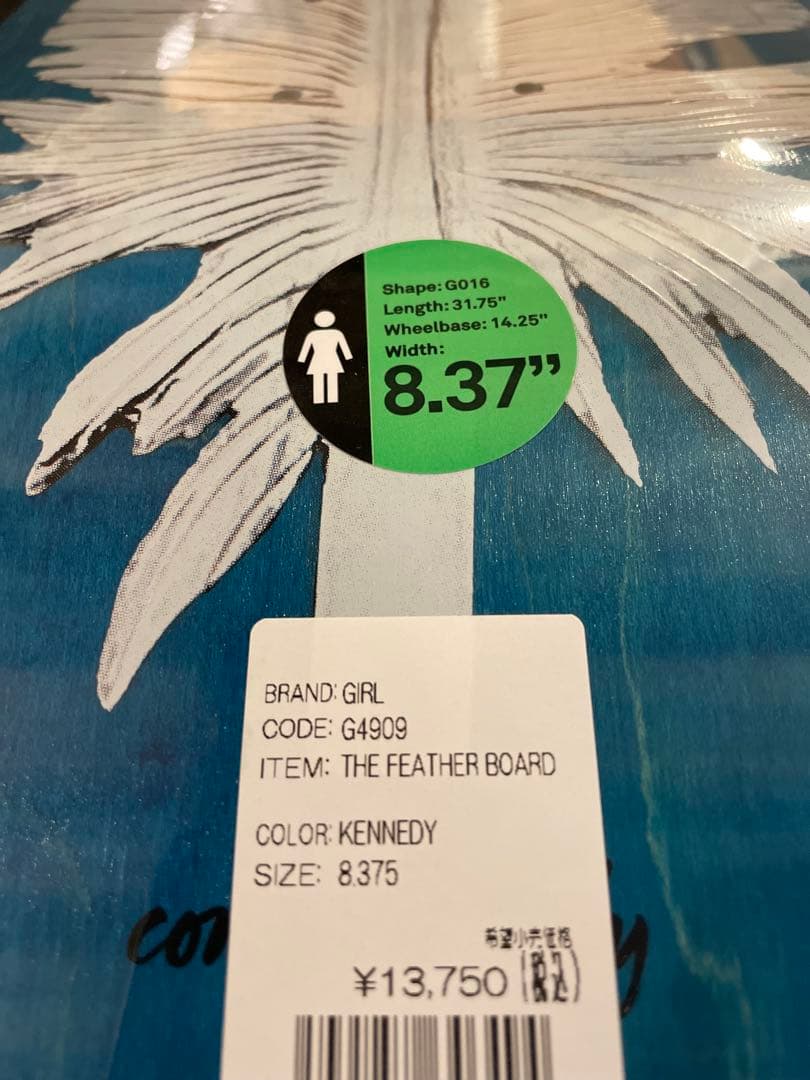 Shape: G016
Length: 31.75"
Wheelbase: 14.25"
Width:
8.37”
BRAND: GIRL
CODE: G4909
ITEM: THE FEATHER BOARD
COLOR: KENNEDY
SIZE: 8.375
希望小売価格
¥13,750 (税込)